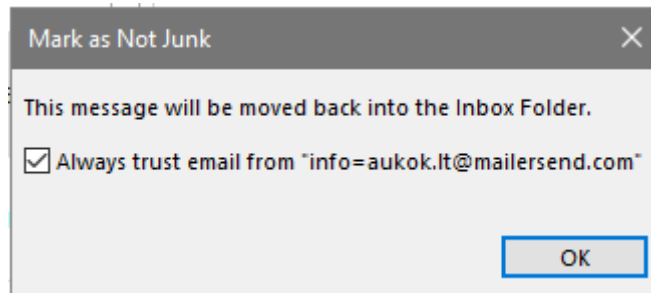 Mark as Not Junk
This message will be moved back into the Inbox Folder.
Always trust email from "info=aukok.lt@mailersend.com"
OK